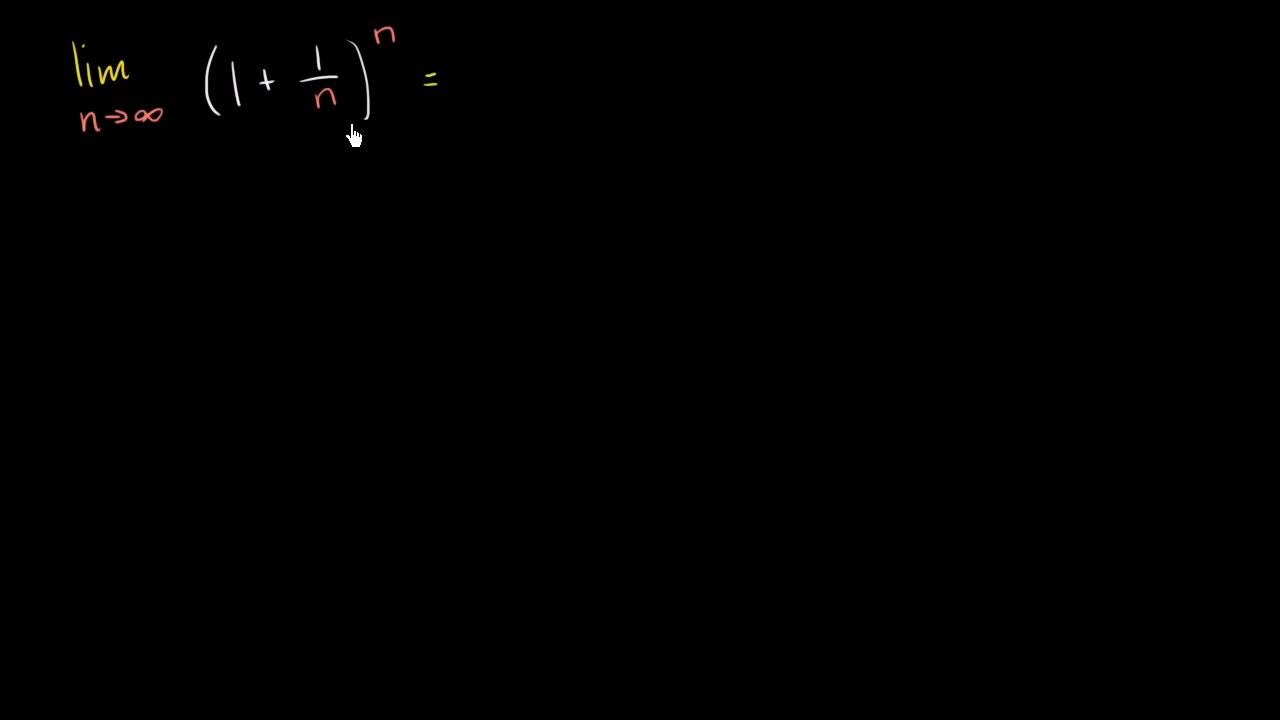 lim n→∞ (1 + 1/n)^n =